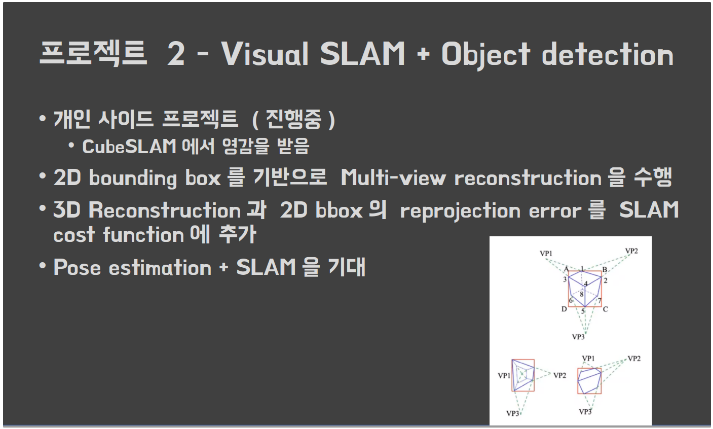 프로젝트 2 - Visual SLAM + Object detection
• 개인 사이드 프로젝트 ( 진행중 )
• CubeSLAM 에서 영감을 받음
• 2D bounding box 를 기반으로 Multi-view reconstruction 을 수행
• 3D Reconstruction 과 2D bbox 의 reprojection error 를 SLAM
cost function 에 추가
• Pose estimation + SLAM 을 기대
VP1
VP2
A 1 B
3 4 2
8
6 7
D 5 C
VP3
VP1
VP2
VP3
VP1
VP2
VP3